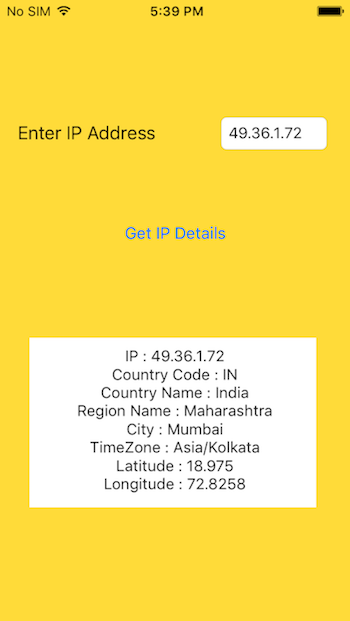 No SIM 5:39 PM
Enter IP Address 49.36.1.72
Get IP Details
IP : 49.36.1.72
Country Code : IN
Country Name : India
Region Name : Maharashtra
City : Mumbai
TimeZone : Asia/Kolkata
Latitude : 18.975
Longitude : 72.8258